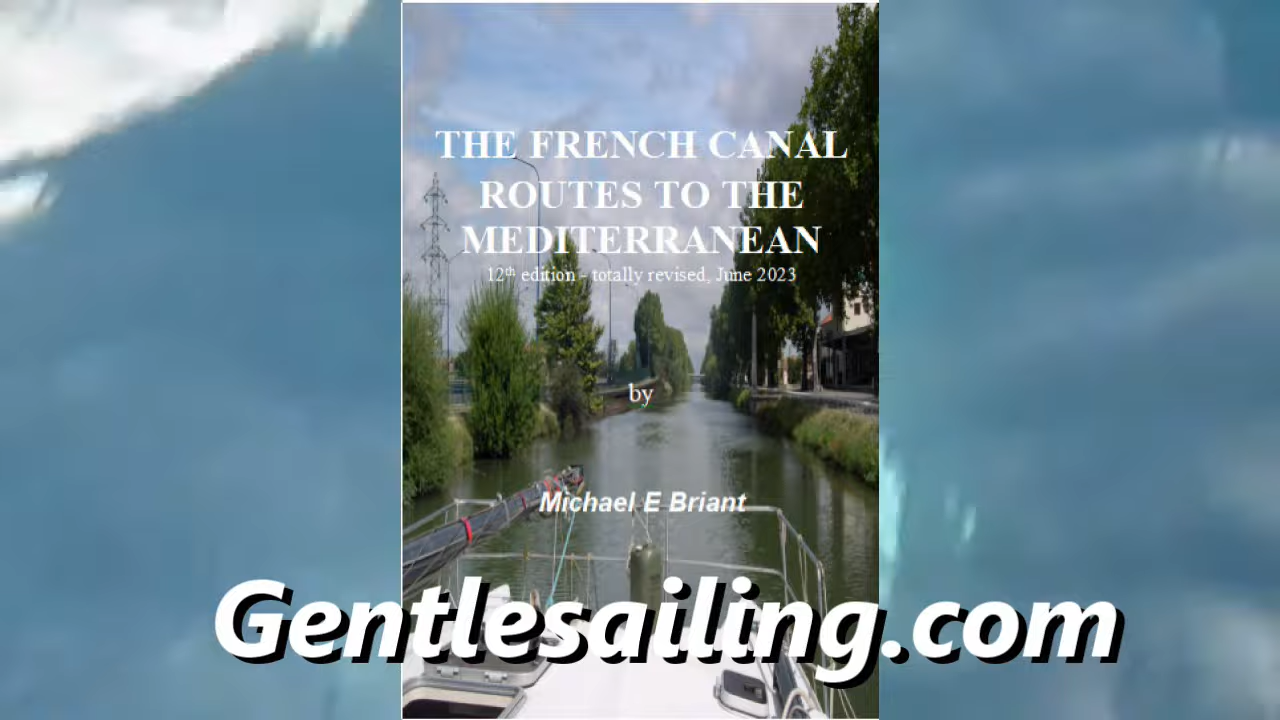 THE FRENCH CANAL
ROUTES TO THE
MEDITERRANEAN
12th edition - totally revised, June 2023
by
Michael E Briant
Gentlesailing.com